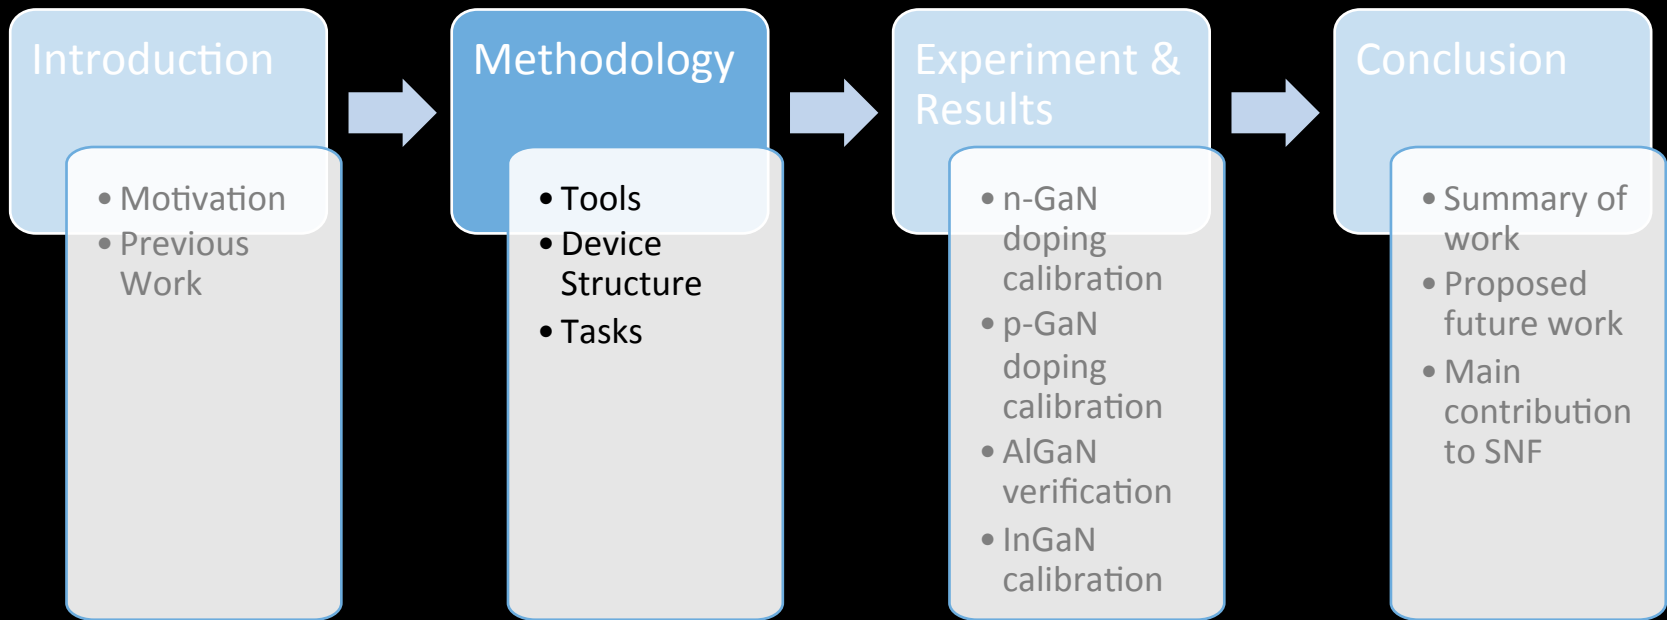 Introduction
• Motivation
• Previous
Work
Methodology
• Tools
• Device
Structure
• Tasks
Experiment &
Results
• n-GaN
doping
calibration
• p-GaN
doping
calibration
• AlGaN
verification
• InGaN
calibration
Conclusion
• Summary of
work
• Proposed
future work
• Main
contribution
to SNF